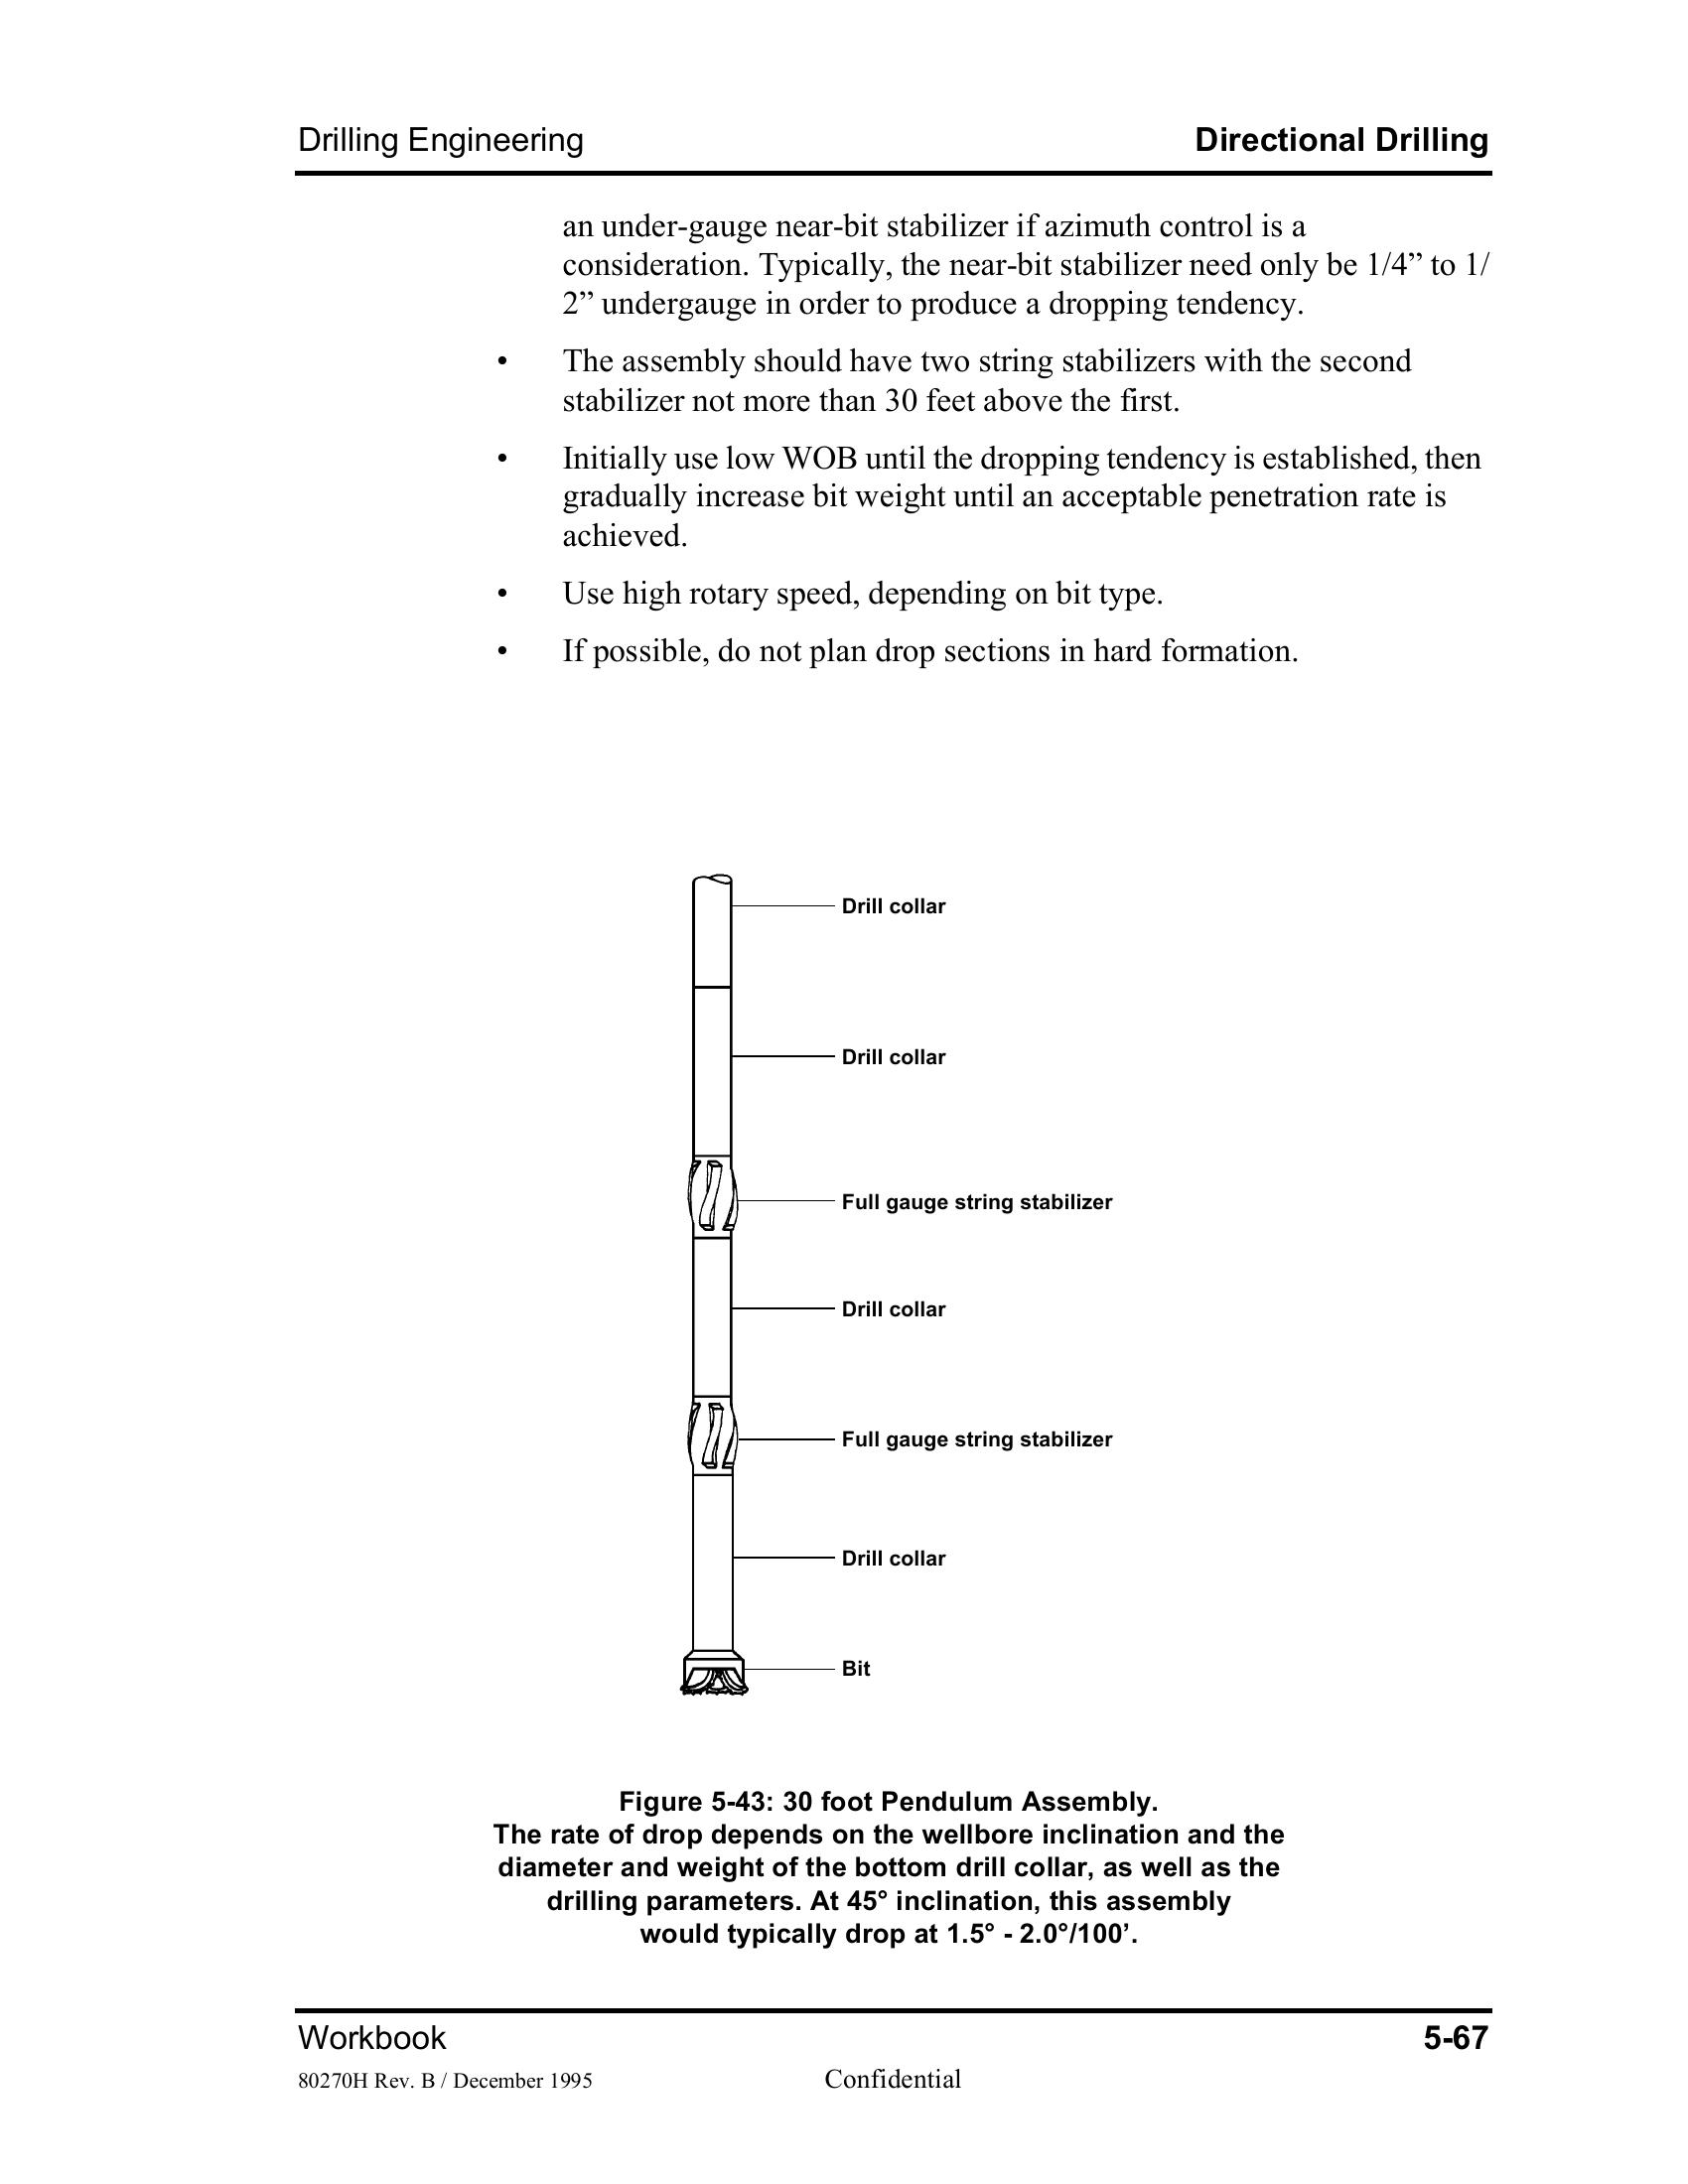 Drilling Engineering Directional Drilling
an under-gauge near-bit stabilizer if azimuth control is a
consideration. Typically, the near-bit stabilizer need only be 1/4” to 1/
2” undergauge in order to produce a dropping tendency.
• The assembly should have two string stabilizers with the second
stabilizer not more than 30 feet above the first.
• Initially use low WOB until the dropping tendency is established, then
gradually increase bit weight until an acceptable penetration rate is
achieved.
• Use high rotary speed, depending on bit type.
• If possible, do not plan drop sections in hard formation.
Drill collar
Drill collar
Full gauge string stabilizer
Drill collar
Full gauge string stabilizer
Drill collar
Bit
Figure 5-43: 30 foot Pendulum Assembly.
The rate of drop depends on the wellbore inclination and the
diameter and weight of the bottom drill collar, as well as the
drilling parameters. At 45° inclination, this assembly
would typically drop at 1.5° - 2.0°/100’.
Workbook 5-67
80270H Rev. B / December 1995 Confidential